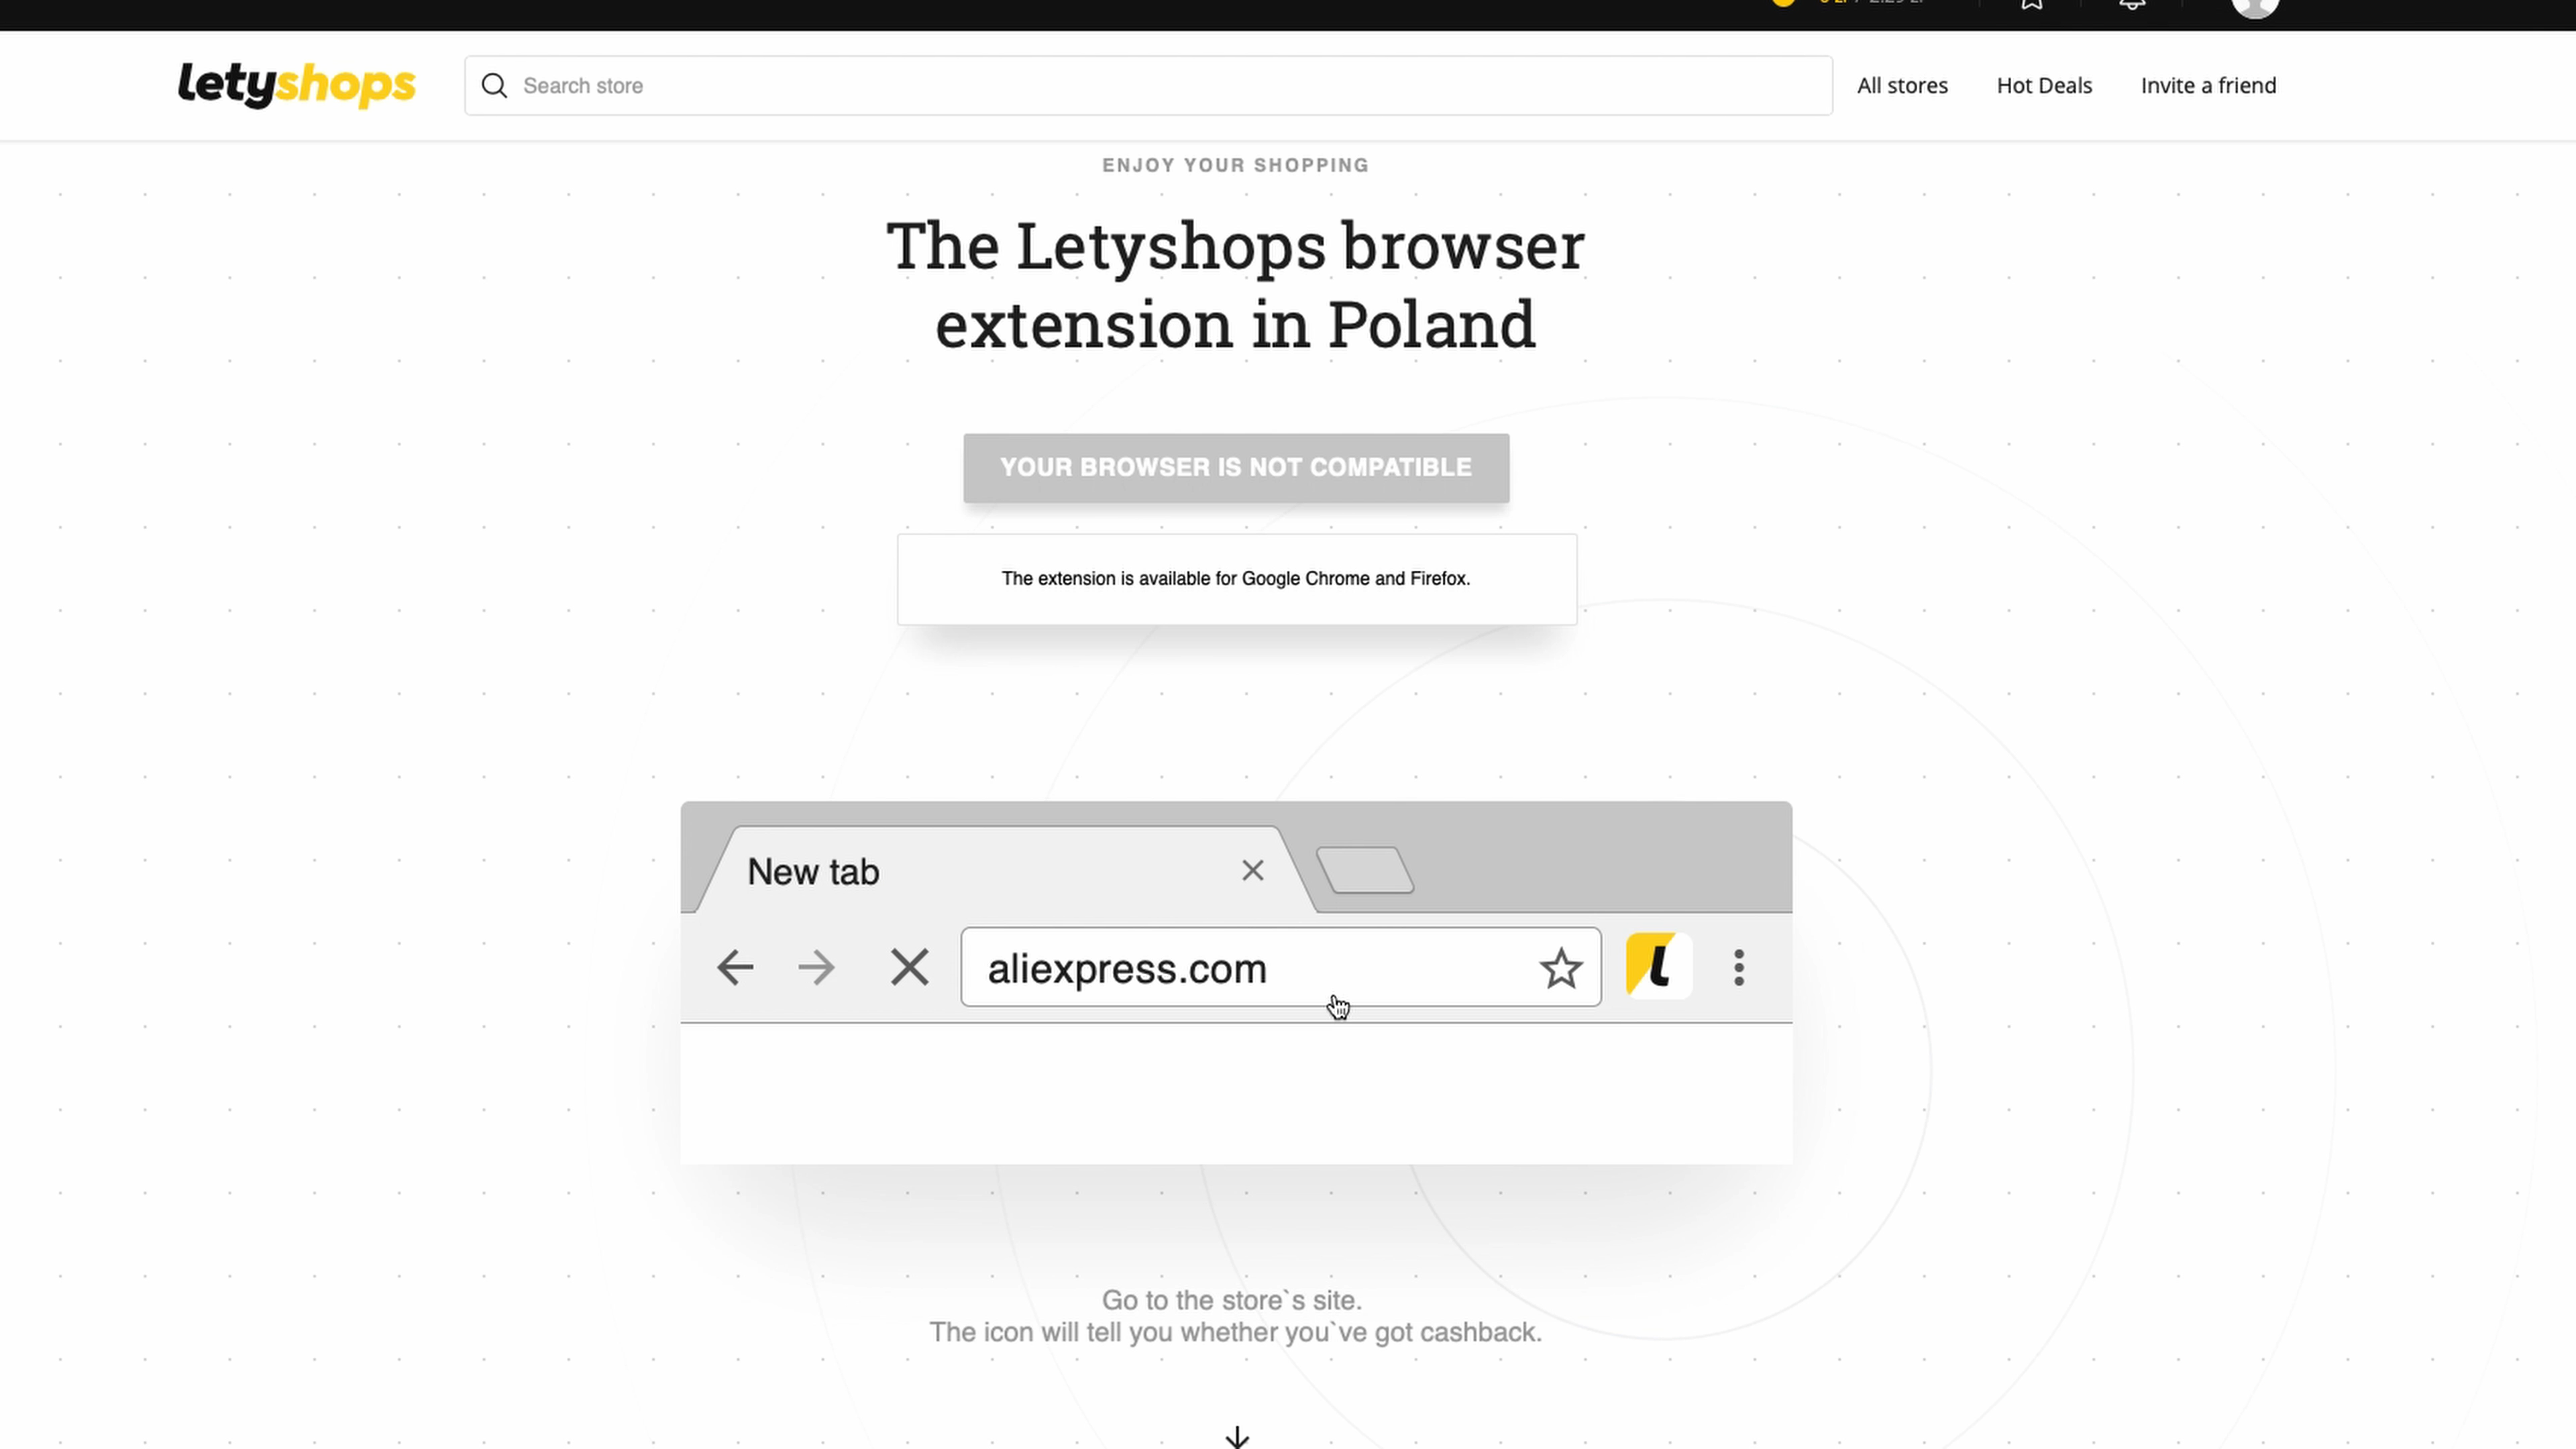 letyshops
Search store
All stores
Hot Deals
Invite a friend
ENJOY YOUR SHOPPING
The Letyshops browser
extension in Poland
YOUR BROWSER IS NOT COMPATIBLE
The extension is available for Google Chrome and Firefox.
New tab
aliexpress.com
l
Go to the store`s site.
The icon will tell you whether you`ve got cashback.